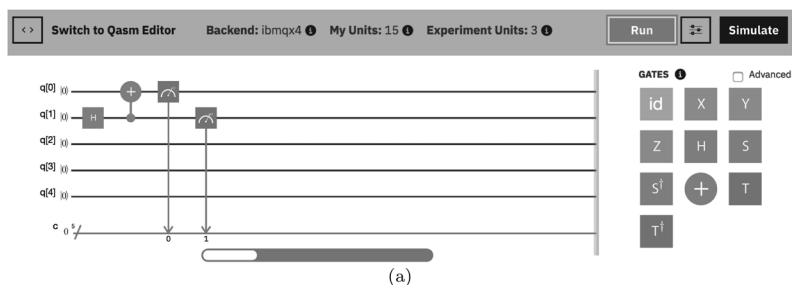 <> Switch to Qasm Editor Backend: ibmqx4 i My Units: 15 i Experiment Units: 3 i Run Simulate
GATES i Advanced
q[0] |0⟩
q[1] |0⟩ H
q[2] |0⟩
q[3] |0⟩
q[4] |0⟩
c 0 5
0 1
id X Y
Z H S
S† + T
T†
(a)